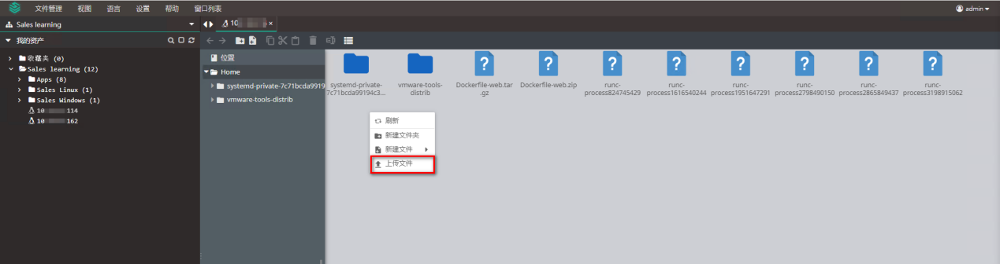 文件管理 视图 语言 设置 帮助 窗口列表 admin
Sales learning
10
我的资产
收藏夹 (0)
Sales learning (12)
Apps (8)
Sales Linux (1)
Sales Windows (1)
10 114
10 162
位置
Home
systemd-private-7c71bcda9919
vmware-tools-distrib
systemd-private-
7c71bcda99194c3...
vmware-tools-
distrib
Dockerfile-web.tar
.gz
Dockerfile-web.zip
runc-
process824745429
runc-
process1616540244
runc-
process1951647291
runc-
process2798490150
runc-
process2865849437
runc-
process3198915062
刷新
新建文件夹
新建文件
上传文件